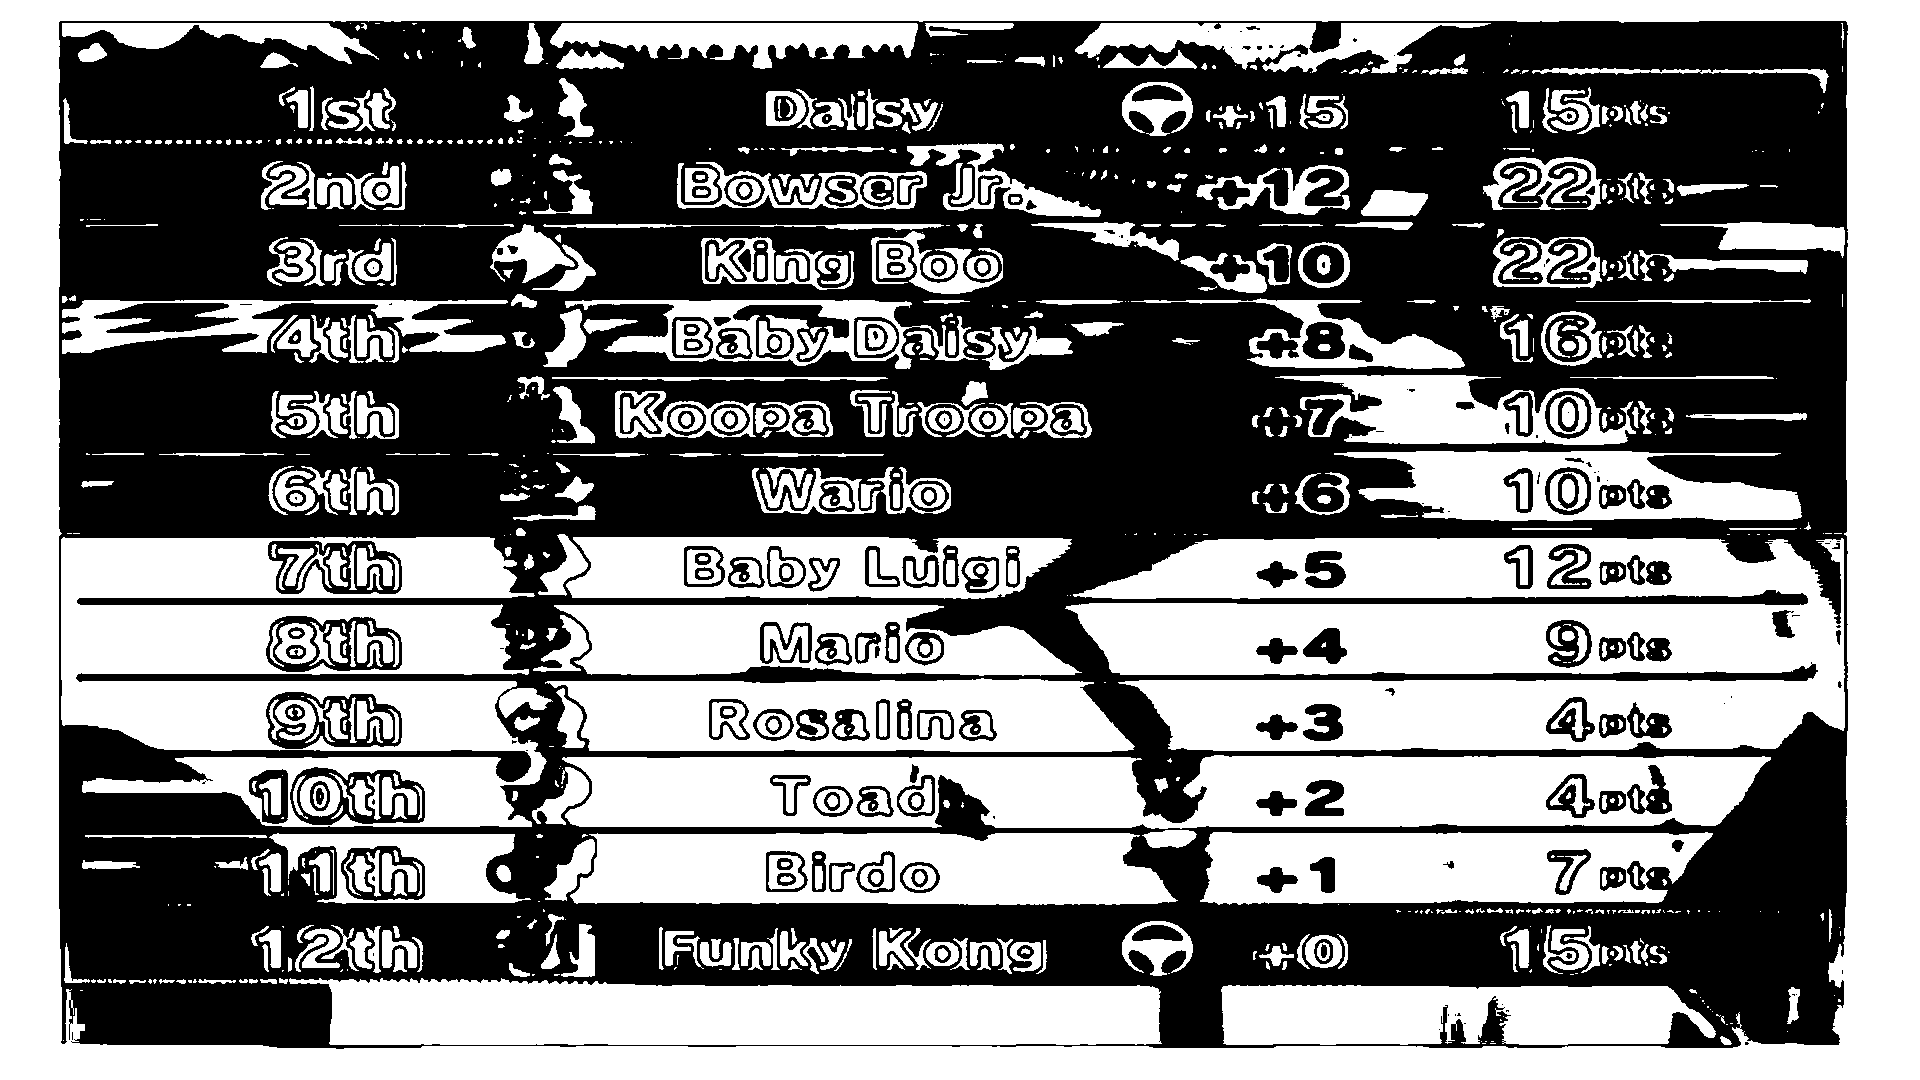 1st Daisy +15 15pts
2nd Bowser Jr. +12 22pts
3rd King Boo +10 22pts
4th Baby Daisy +8 16pts
5th Koopa Troopa +7 10pts
6th Wario +6 10pts
7th Baby Luigi +5 12pts
8th Mario +4 9pts
9th Rosalina +3 4pts
10th Toad +2 4pts
11th Birdo +1 7pts
12th Funky Kong +0 15pts